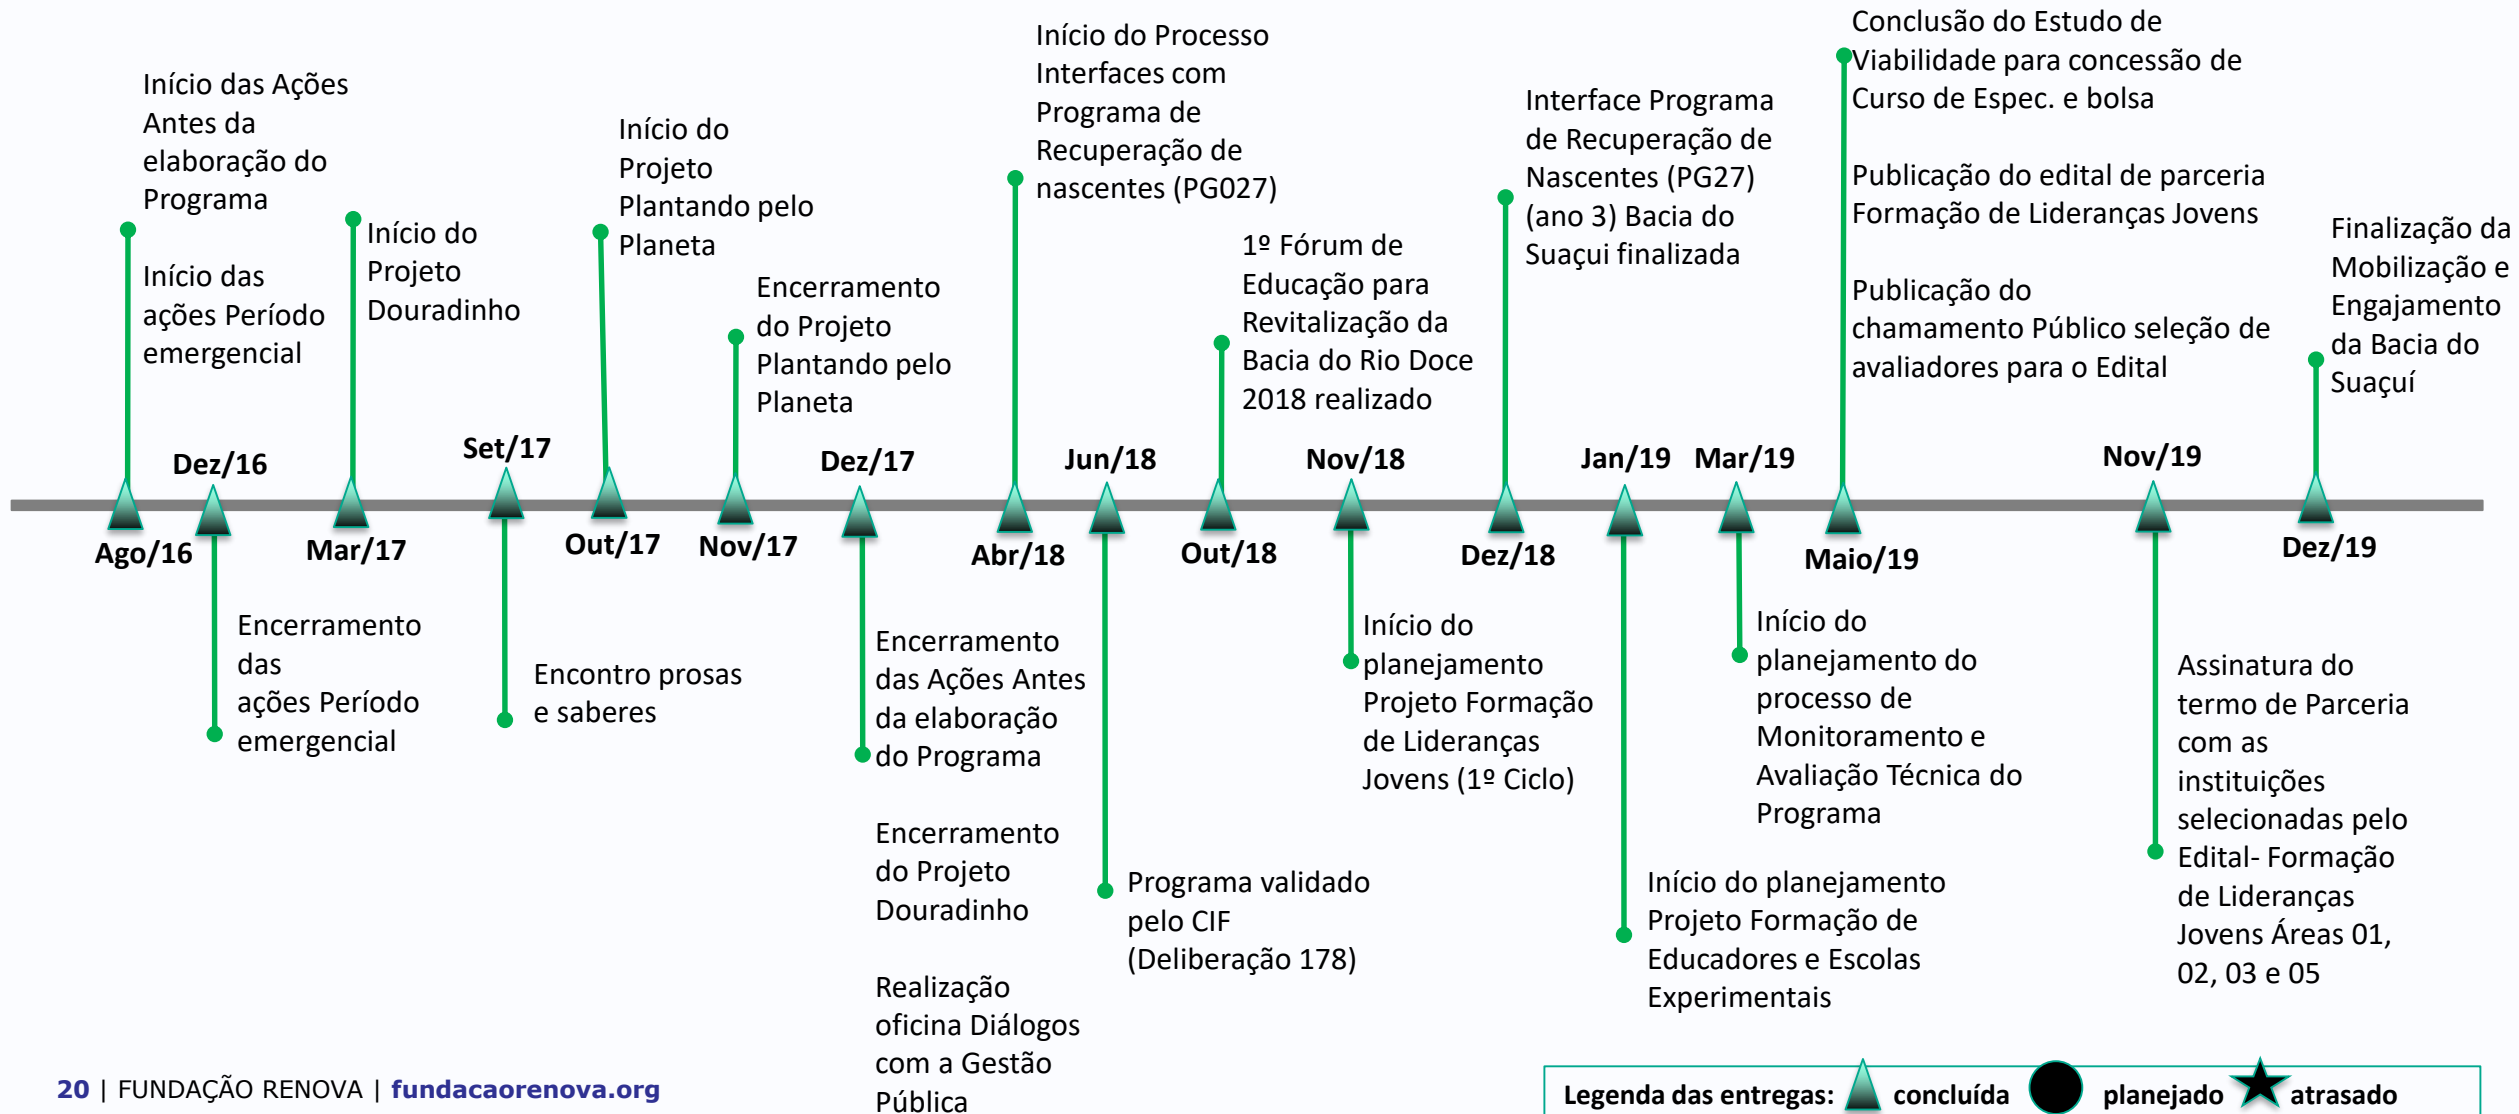 Início das Ações
Antes da
elaboração do
Programa
Início das
ações Período
emergencial
Ago/16
Dez/16
Encerramento
das
ações Período
emergencial
Início do
Projeto
Douradinho
Mar/17
Set/17
Encontro prosas
e saberes
Início do
Projeto
Plantando pelo
Planeta
Out/17
Encerramento
do Projeto
Plantando pelo
Planeta
Nov/17
Dez/17
Encerramento
das Ações Antes
da elaboração
do Programa
Encerramento
do Projeto
Douradinho
Realização
oficina Diálogos
com a Gestão
Pública
Início do Processo
Interfaces com
Programa de
Recuperação de
nascentes (PG027)
Abr/18
Jun/18
Programa validado
pelo CIF
(Deliberação 178)
1º Fórum de
Educação para
Revitalização da
Bacia do Rio Doce
2018 realizado
Out/18
Nov/18
Início do
planejamento
Projeto Formação
de Lideranças
Jovens (1º Ciclo)
Interface Programa
de Recuperação de
Nascentes (PG27)
(ano 3) Bacia do
Suaçui finalizada
Dez/18
Jan/19
Início do planejamento
Projeto Formação de
Educadores e Escolas
Experimentais
Mar/19
Início do
planejamento do
processo de
Monitoramento e
Avaliação Técnica do
Programa
Conclusão do Estudo de
Viabilidade para concessão de
Curso de Espec. e bolsa
Publicação do edital de parceria
Formação de Lideranças Jovens
Publicação do
chamamento Público seleção de
avaliadores para o Edital
Maio/19
Nov/19
Assinatura do
termo de Parceria
com as
instituições
selecionadas pelo
Edital- Formação
de Lideranças
Jovens Áreas 01,
02, 03 e 05
Finalização da
Mobilização e
Engajamento
da Bacia do
Suaçuí
Dez/19
20 | FUNDAÇÃO RENOVA | fundacaorenova.org
Legenda das entregas: concluída planejado atrasado